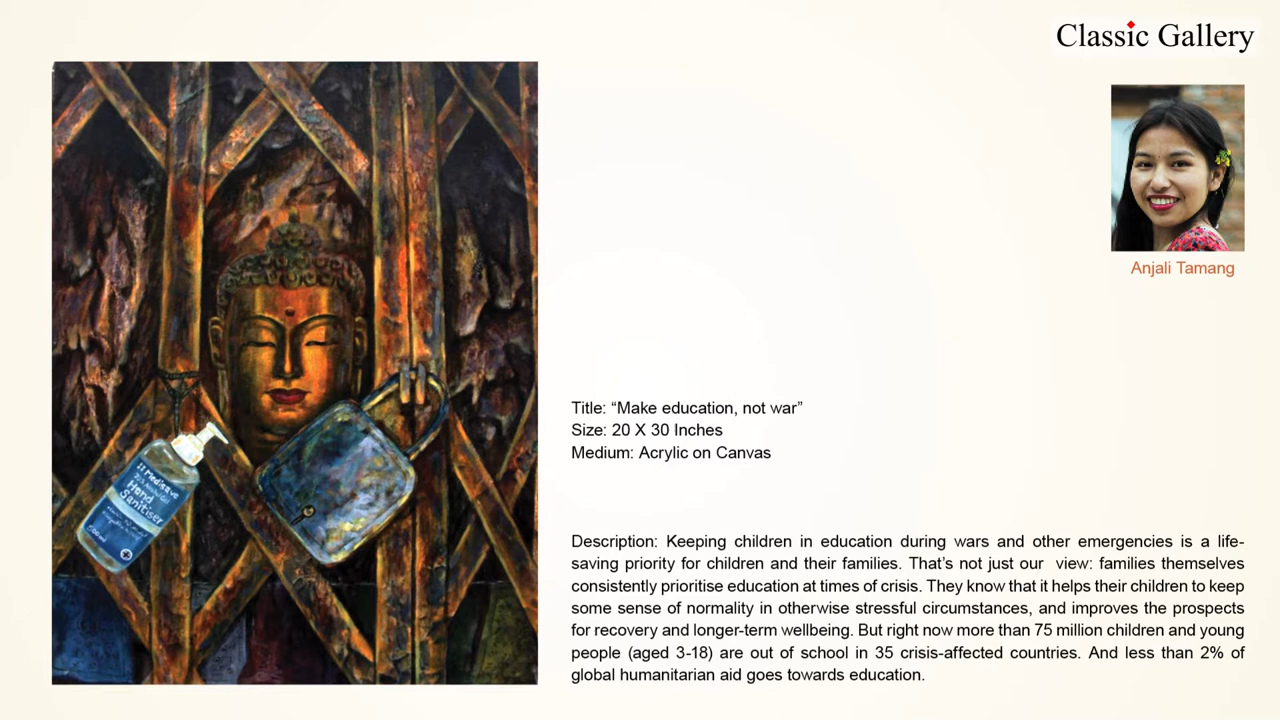 Classic Gallery
Anjali Tamang
Title: “Make education, not war”
Size: 20 X 30 Inches
Medium: Acrylic on Canvas
Medisave
Hand
Sanitiser
500ml
Description: Keeping children in education during wars and other emergencies is a life-
saving priority for children and their families. That’s not just our view: families themselves
consistently prioritise education at times of crisis. They know that it helps their children to keep
some sense of normality in otherwise stressful circumstances, and improves the prospects
for recovery and longer-term wellbeing. But right now more than 75 million children and young
people (aged 3-18) are out of school in 35 crisis-affected countries. And less than 2% of
global humanitarian aid goes towards education.